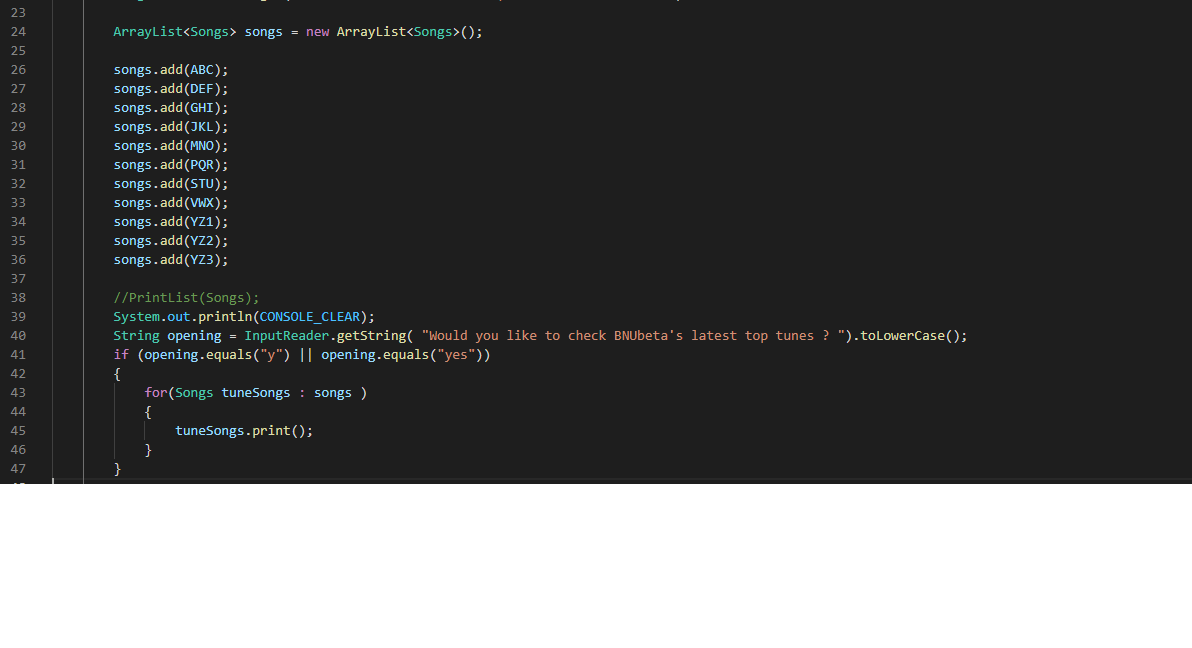 23
24 ArrayList<Songs> songs = new ArrayList<Songs>();
25
26 songs.add(ABC);
27 songs.add(DEF);
28 songs.add(GHI);
29 songs.add(JKL);
30 songs.add(MNO);
31 songs.add(PQR);
32 songs.add(STU);
33 songs.add(VWX);
34 songs.add(YZ1);
35 songs.add(YZ2);
36 songs.add(YZ3);
37
38 //PrintList(Songs);
39 System.out.println(CONSOLE_CLEAR);
40 String opening = InputReader.getString( "Would you like to check BNUbeta's latest top tunes ? ").toLowerCase();
41 if (opening.equals("y") || opening.equals("yes"))
42 {
43 for(Songs tuneSongs : songs )
44 {
45 tuneSongs.print();
46 }
47 }